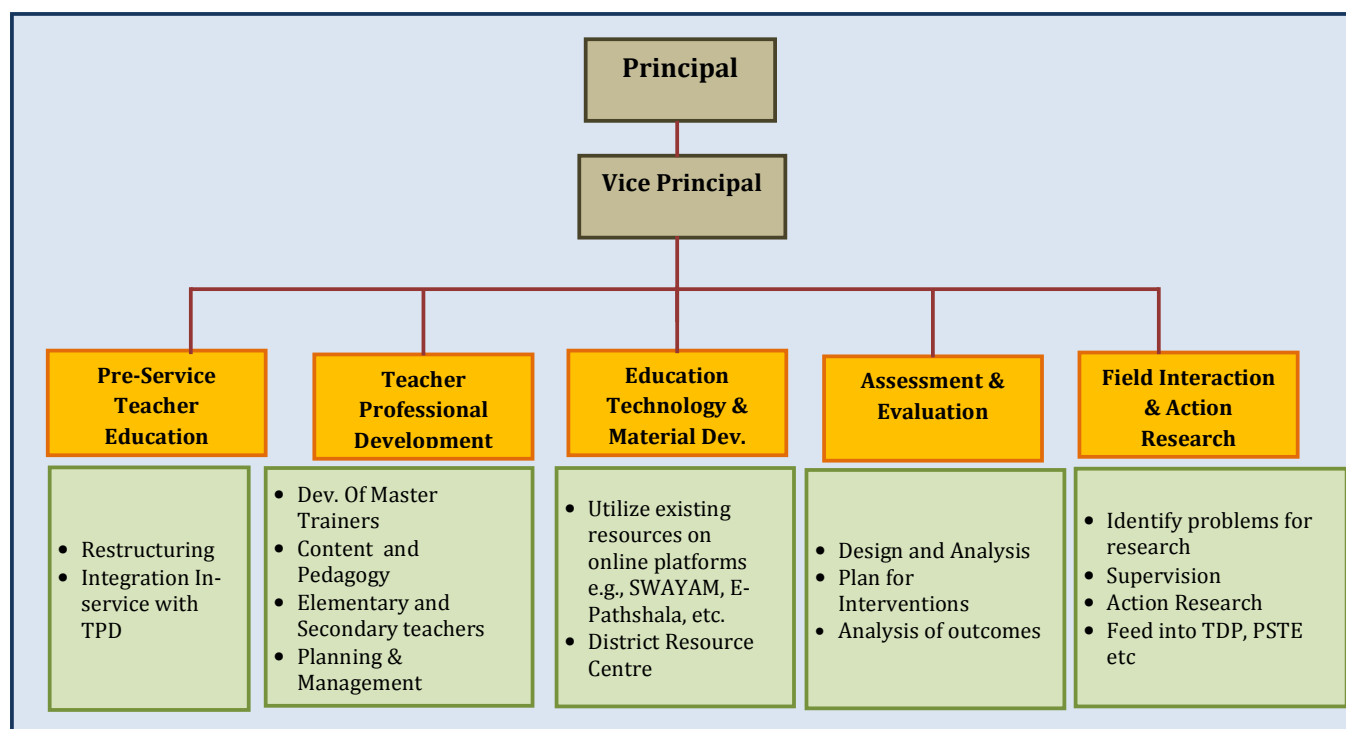 Principal
Vice Principal
Pre-Service
Teacher
Education
Teacher
Professional
Development
Education
Technology &
Material Dev.
Assessment &
Evaluation
Field Interaction
& Action
Research
• Restructuring
• Integration In-
service with
TPD
• Dev. Of Master
Trainers
• Content and
Pedagogy
• Elementary and
Secondary teachers
• Planning &
Management
• Utilize existing
resources on
online platforms
e.g., SWAYAM, E-
Pathshala, etc.
• District Resource
Centre
• Design and Analysis
• Plan for
Interventions
• Analysis of outcomes
• Identify problems for
research
• Supervision
• Action Research
• Feed into TDP, PSTE
etc